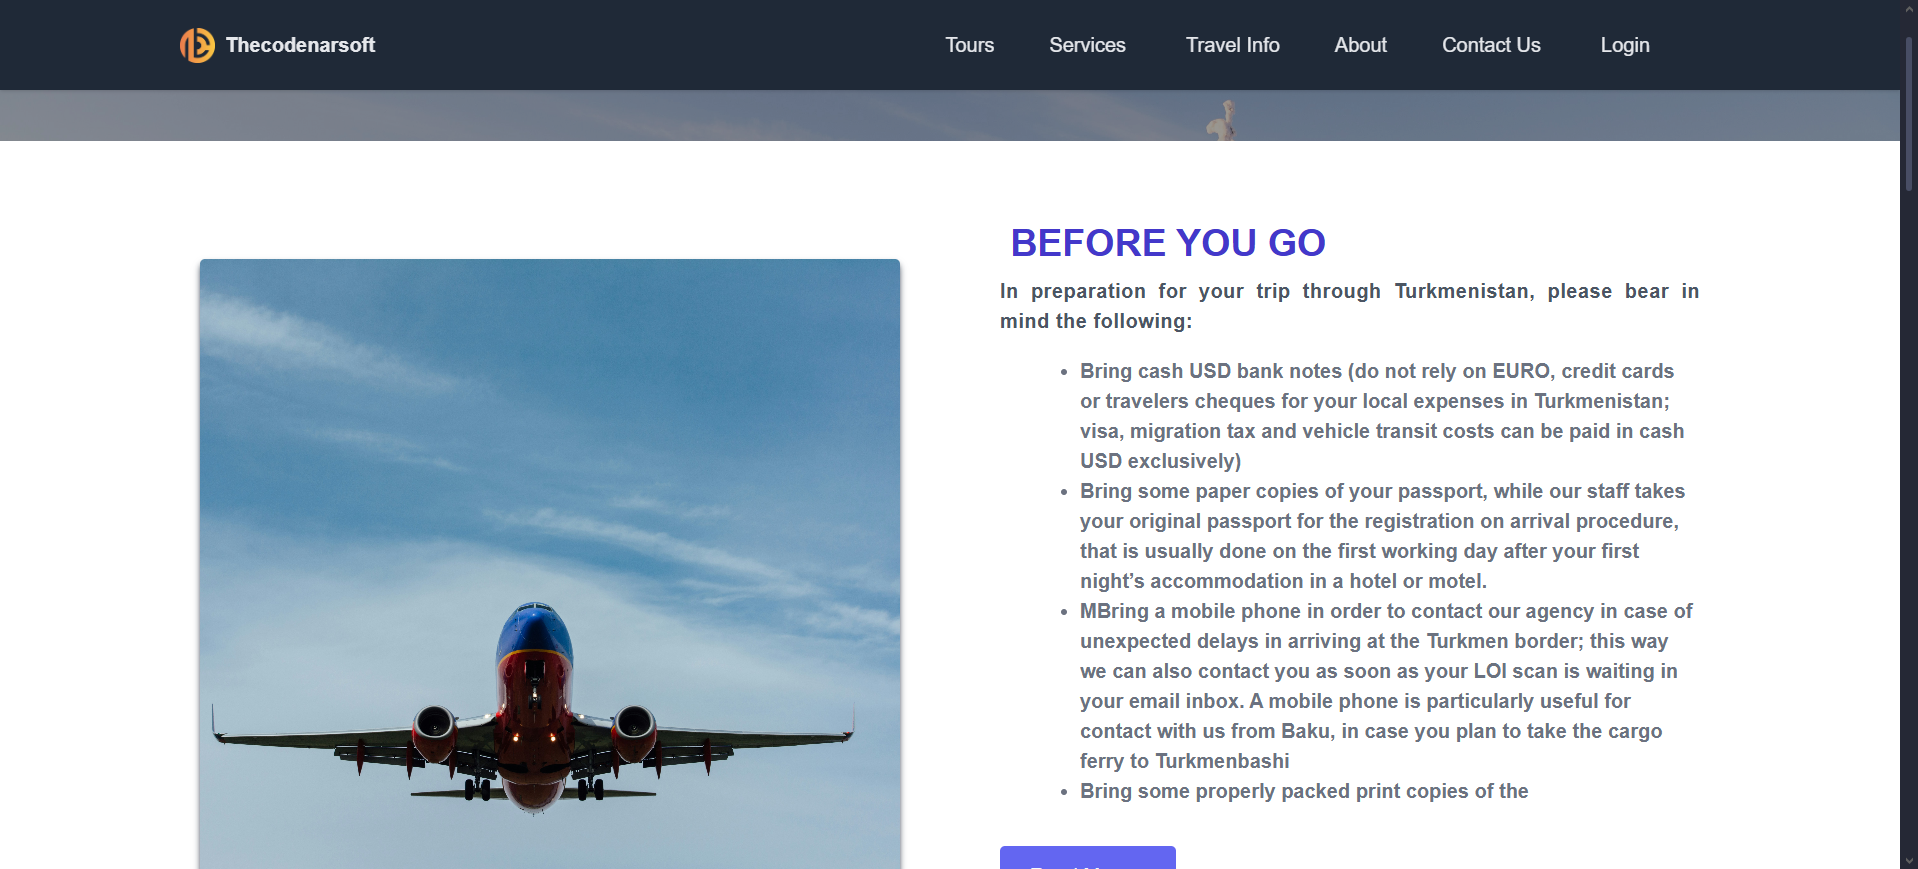 Thecodenarsoft
Tours
Services
Travel Info
About
Contact Us
Login
BEFORE YOU GO
In preparation for your trip through Turkmenistan, please bear in
mind the following:
• Bring cash USD bank notes (do not rely on EURO, credit cards
or travelers cheques for your local expenses in Turkmenistan;
visa, migration tax and vehicle transit costs can be paid in cash
USD exclusively)
• Bring some paper copies of your passport, while our staff takes
your original passport for the registration on arrival procedure,
that is usually done on the first working day after your first
night’s accommodation in a hotel or motel.
• MBring a mobile phone in order to contact our agency in case of
unexpected delays in arriving at the Turkmen border; this way
we can also contact you as soon as your LOI scan is waiting in
your email inbox. A mobile phone is particularly useful for
contact with us from Baku, in case you plan to take the cargo
ferry to Turkmenbashi
• Bring some properly packed print copies of the